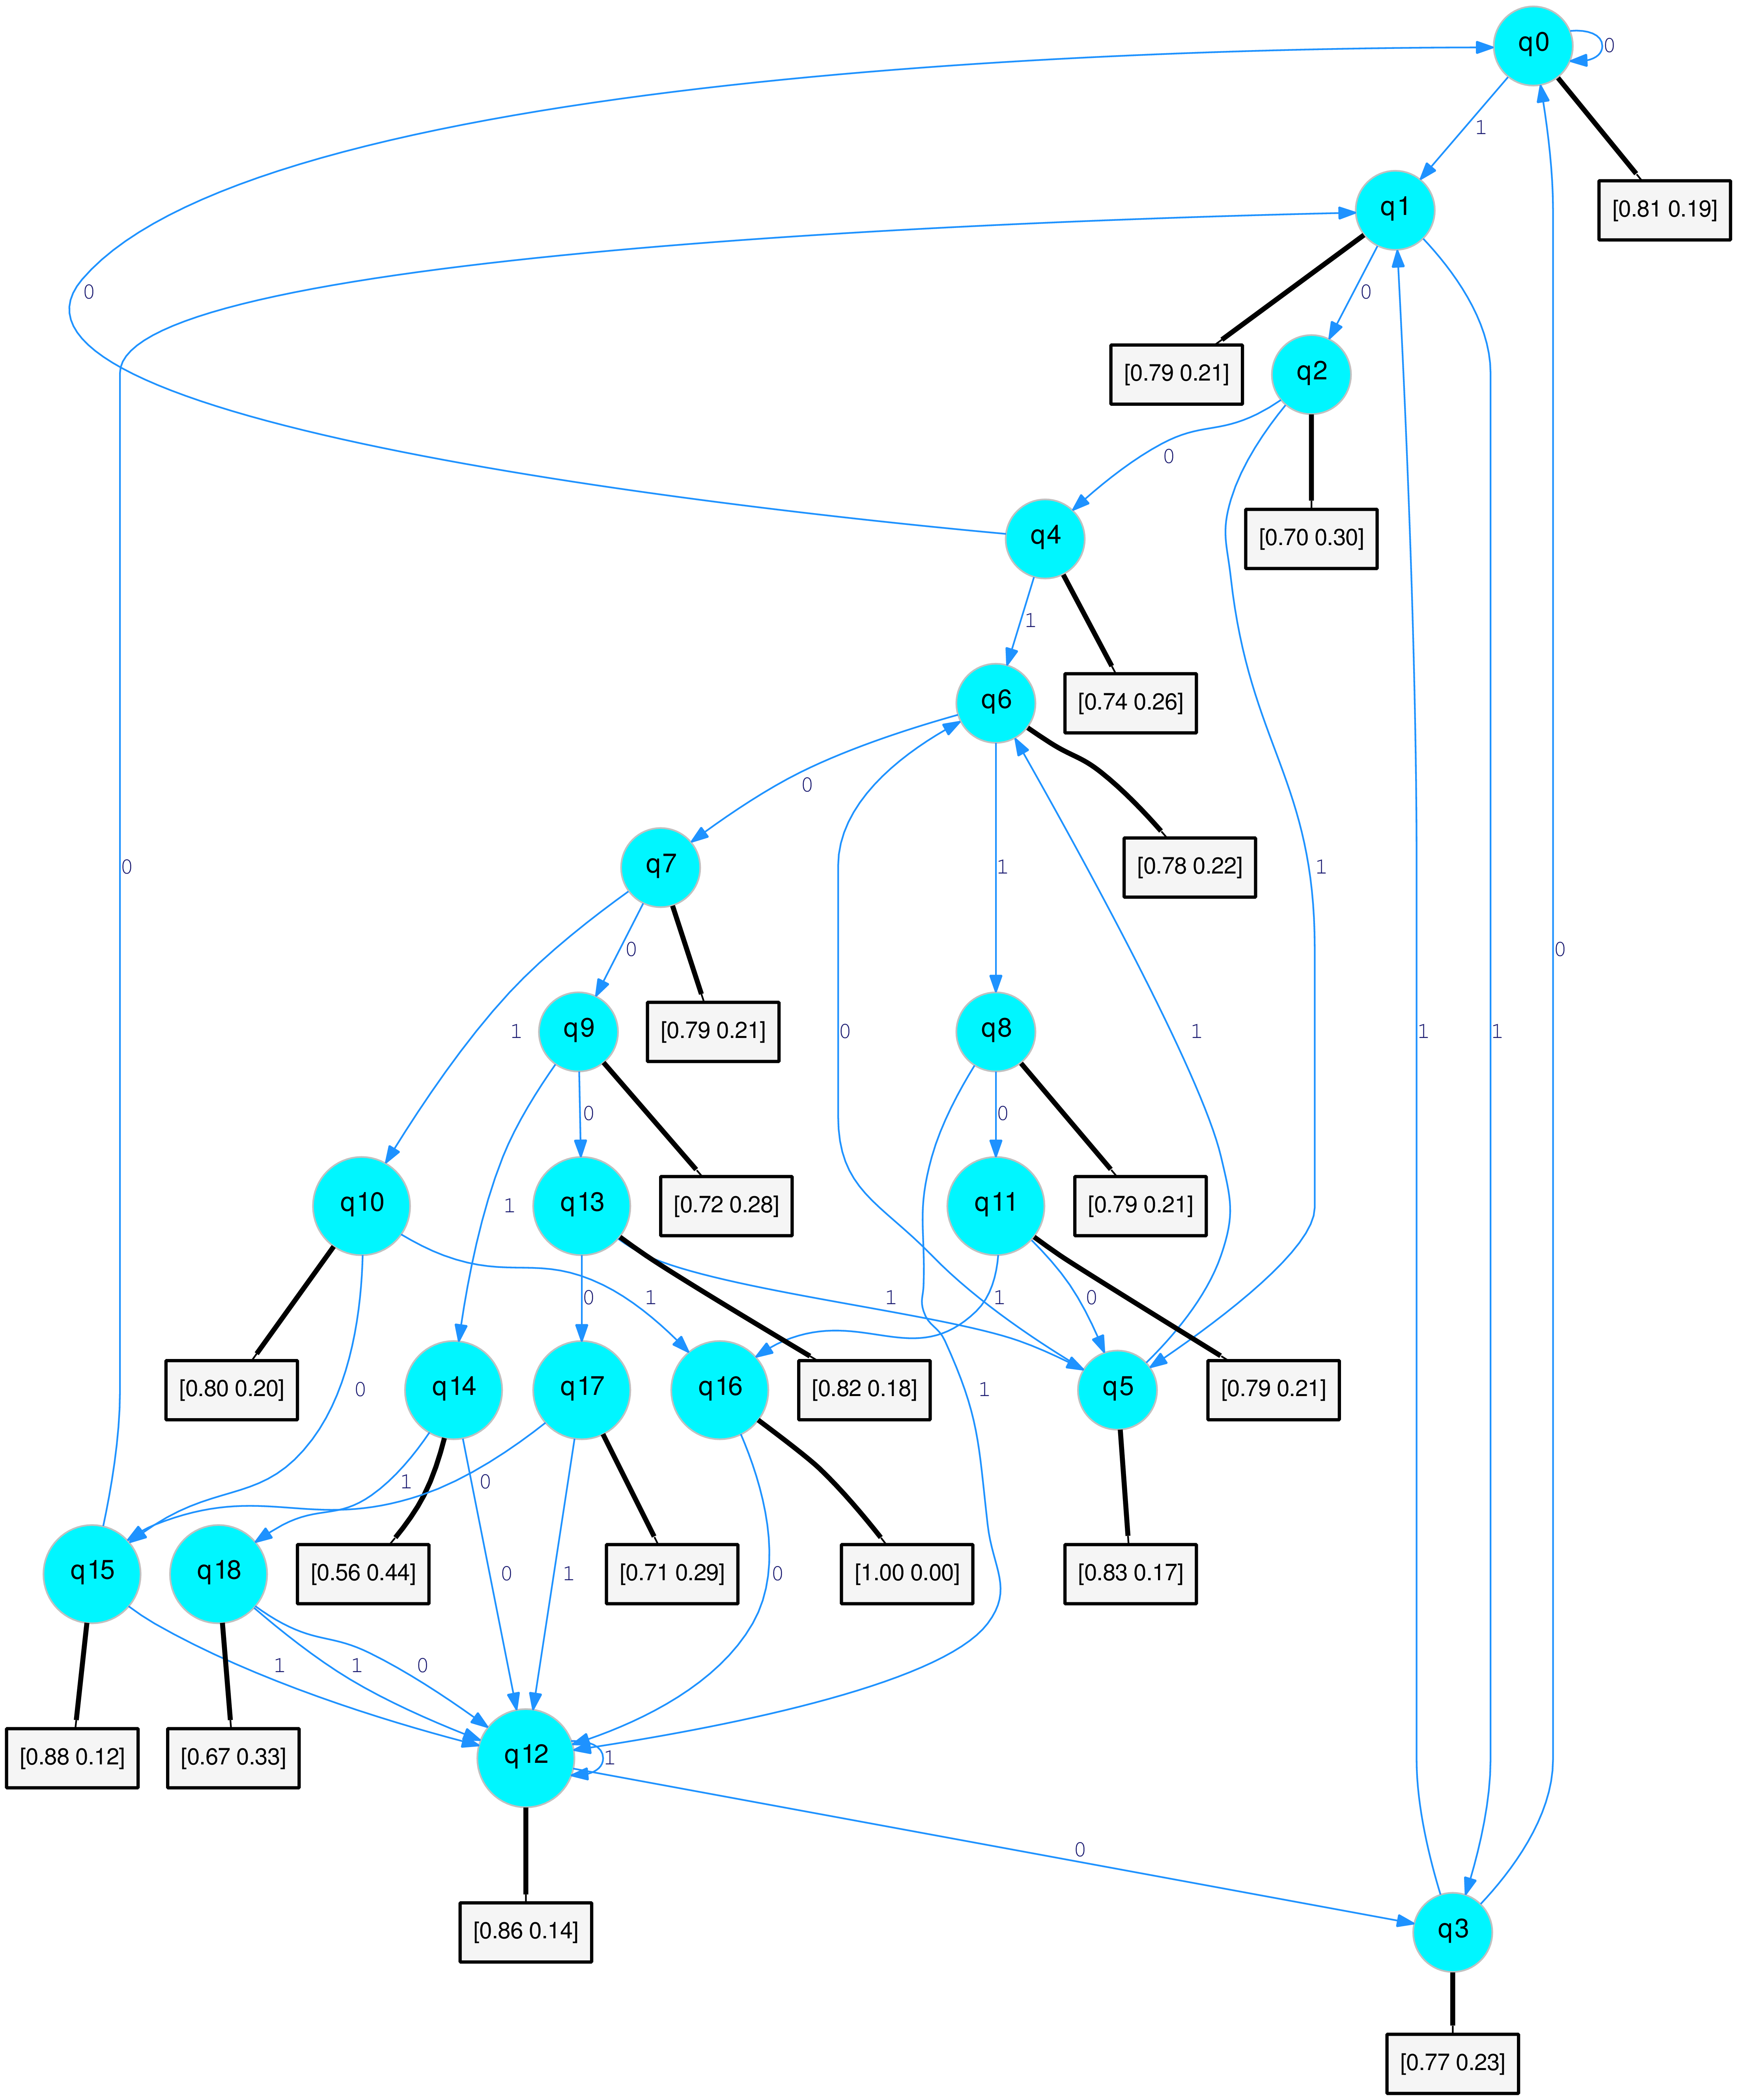 q0
0
1
[0.81 0.19]
q1
0
0
[0.79 0.21]
q2
0
[0.70 0.30]
q4
1
[0.74 0.26]
q6
0
[0.78 0.22]
q7
0
1
0
1
[0.79 0.21]
q9
0
1
0
q8
1
1
1
0
0
[0.72 0.28]
[0.79 0.21]
q10
q13
1
q11
1
0
1
1
0
[0.80 0.20]
0
q14
q17
q16
[0.82 0.18]
1
q5
[0.79 0.21]
1
0
q15
q18
[0.56 0.44]
0
[0.71 0.29]
1
0
[1.00 0.00]
[0.83 0.17]
1
1
0
[0.88 0.12]
[0.67 0.33]
q12
1
0
[0.86 0.14]
q3
[0.77 0.23]